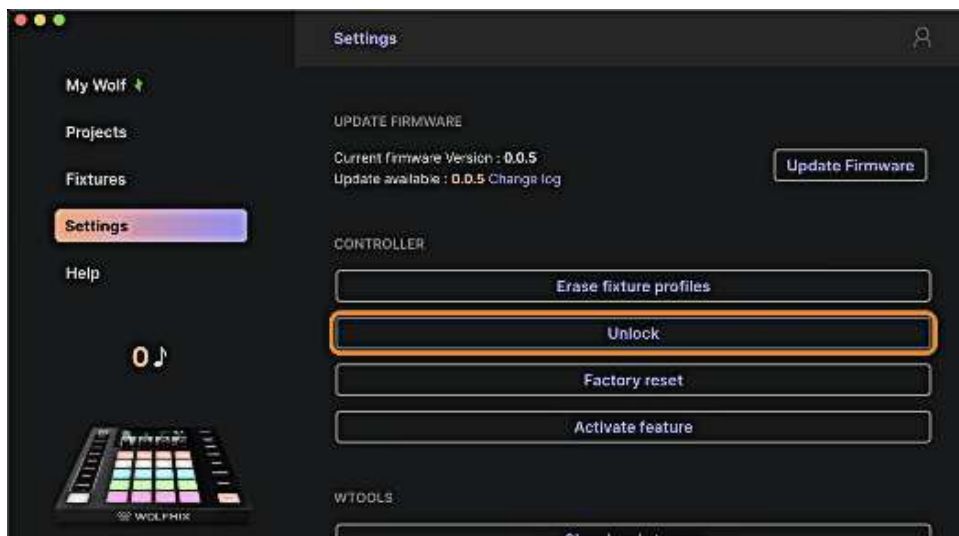 Settings
My Wolf
Projects
Fixtures
Settings
Help
0♪
WOLFMIX
UPDATE FIRMWARE
Current firmware Version : 0.0.5
Update available : 0.0.5 Change log
Update Firmware
CONTROLLER
Erase fixture profiles
Unlock
Factory reset
Activate feature
WTOOLS